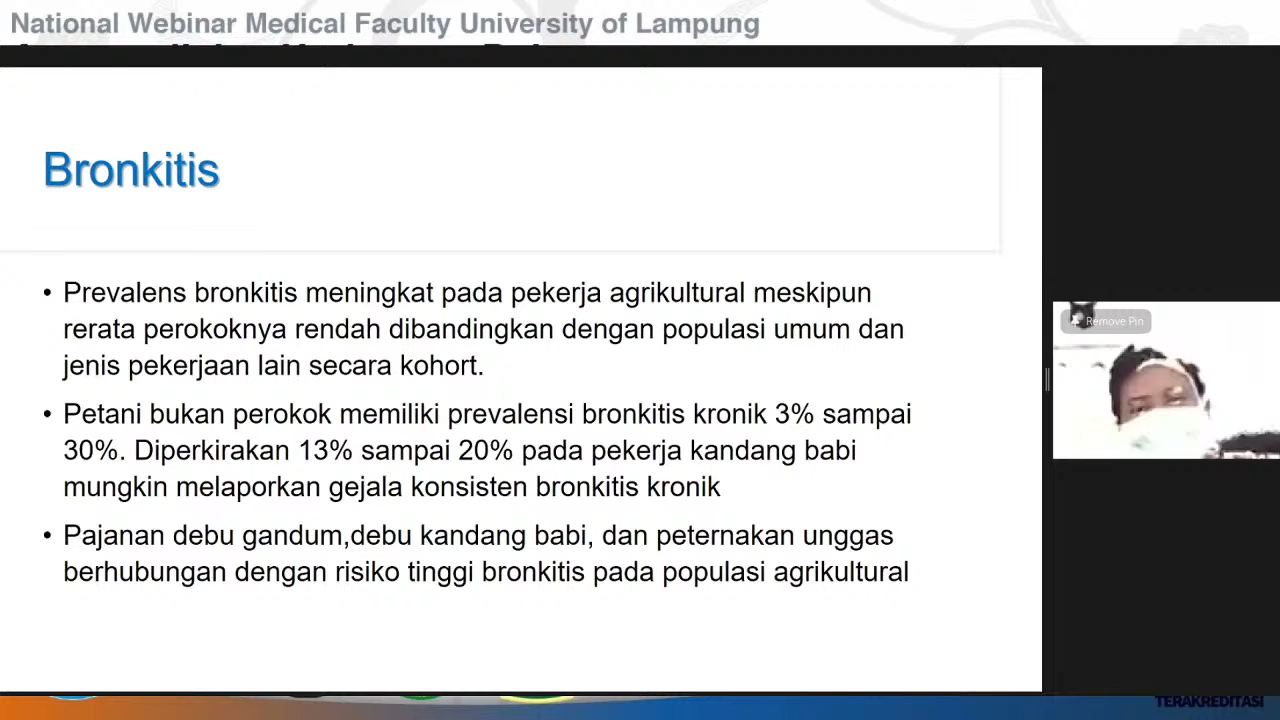 National Webinar Medical Faculty University of Lampung
Bronkitis
Remove Pin
• Prevalens bronkitis meningkat pada pekerja agrikultural meskipun
rerata perokoknya rendah dibandingkan dengan populasi umum dan
jenis pekerjaan lain secara kohort.
• Petani bukan perokok memiliki prevalensi bronkitis kronik 3% sampai
30%. Diperkirakan 13% sampai 20% pada pekerja kandang babi
mungkin melaporkan gejala konsisten bronkitis kronik
• Pajanan debu gandum,debu kandang babi, dan peternakan unggas
berhubungan dengan risiko tinggi bronkitis pada populasi agrikultural
TERAKREDITASI